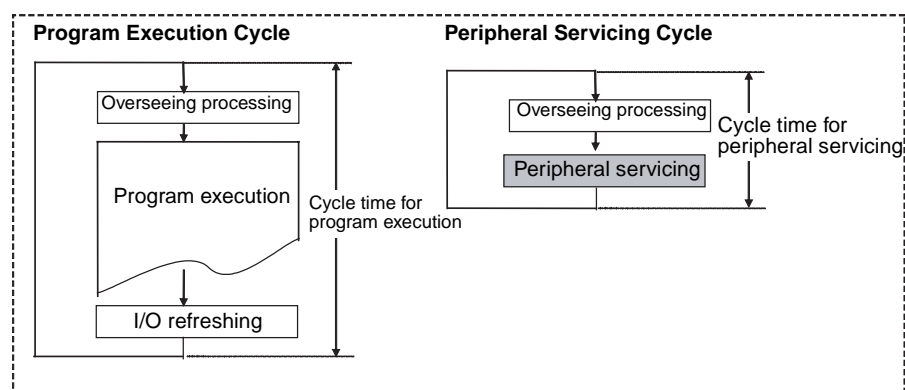 Program Execution Cycle
Overseeing processing
Program execution
I/O refreshing
Cycle time for
program execution
Peripheral Servicing Cycle
Overseeing processing
Peripheral servicing
Cycle time for
peripheral servicing